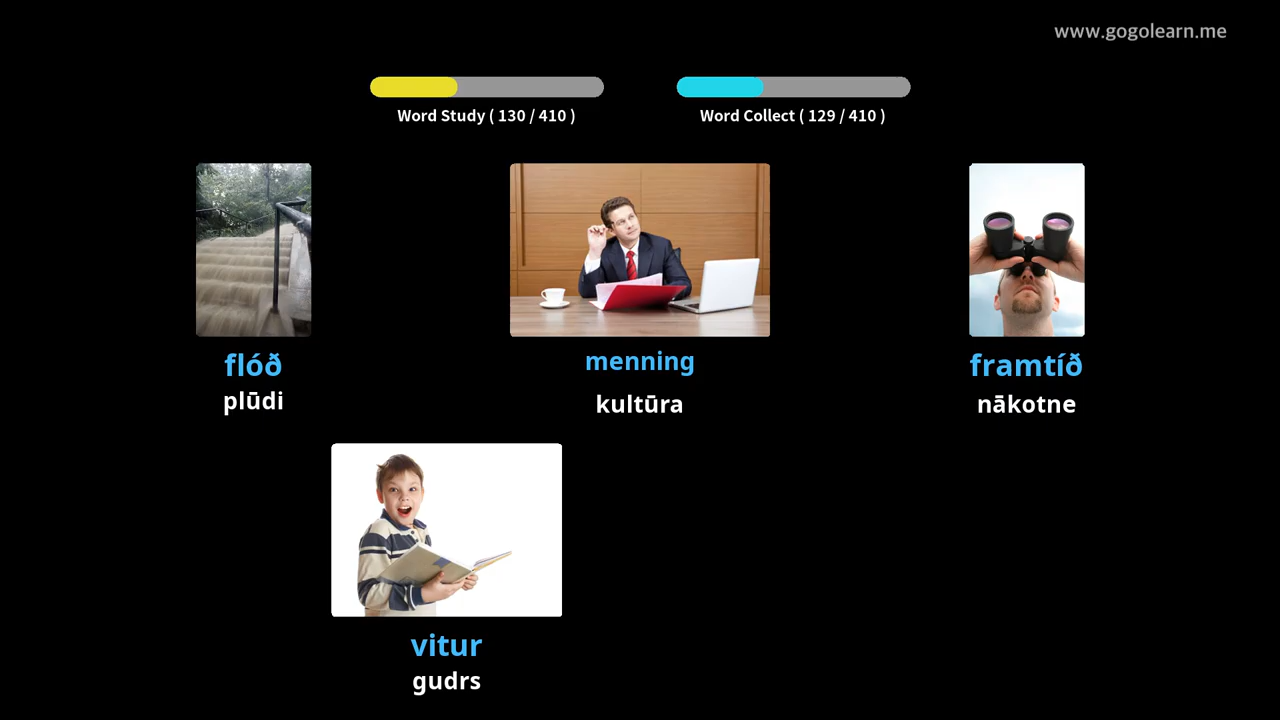 www.gogolearn.me
Word Study ( 130 / 410 )
Word Collect ( 129 / 410 )
flóð
plūdi
menning
kultūra
framtíð
nākotne
vitur
gudrs